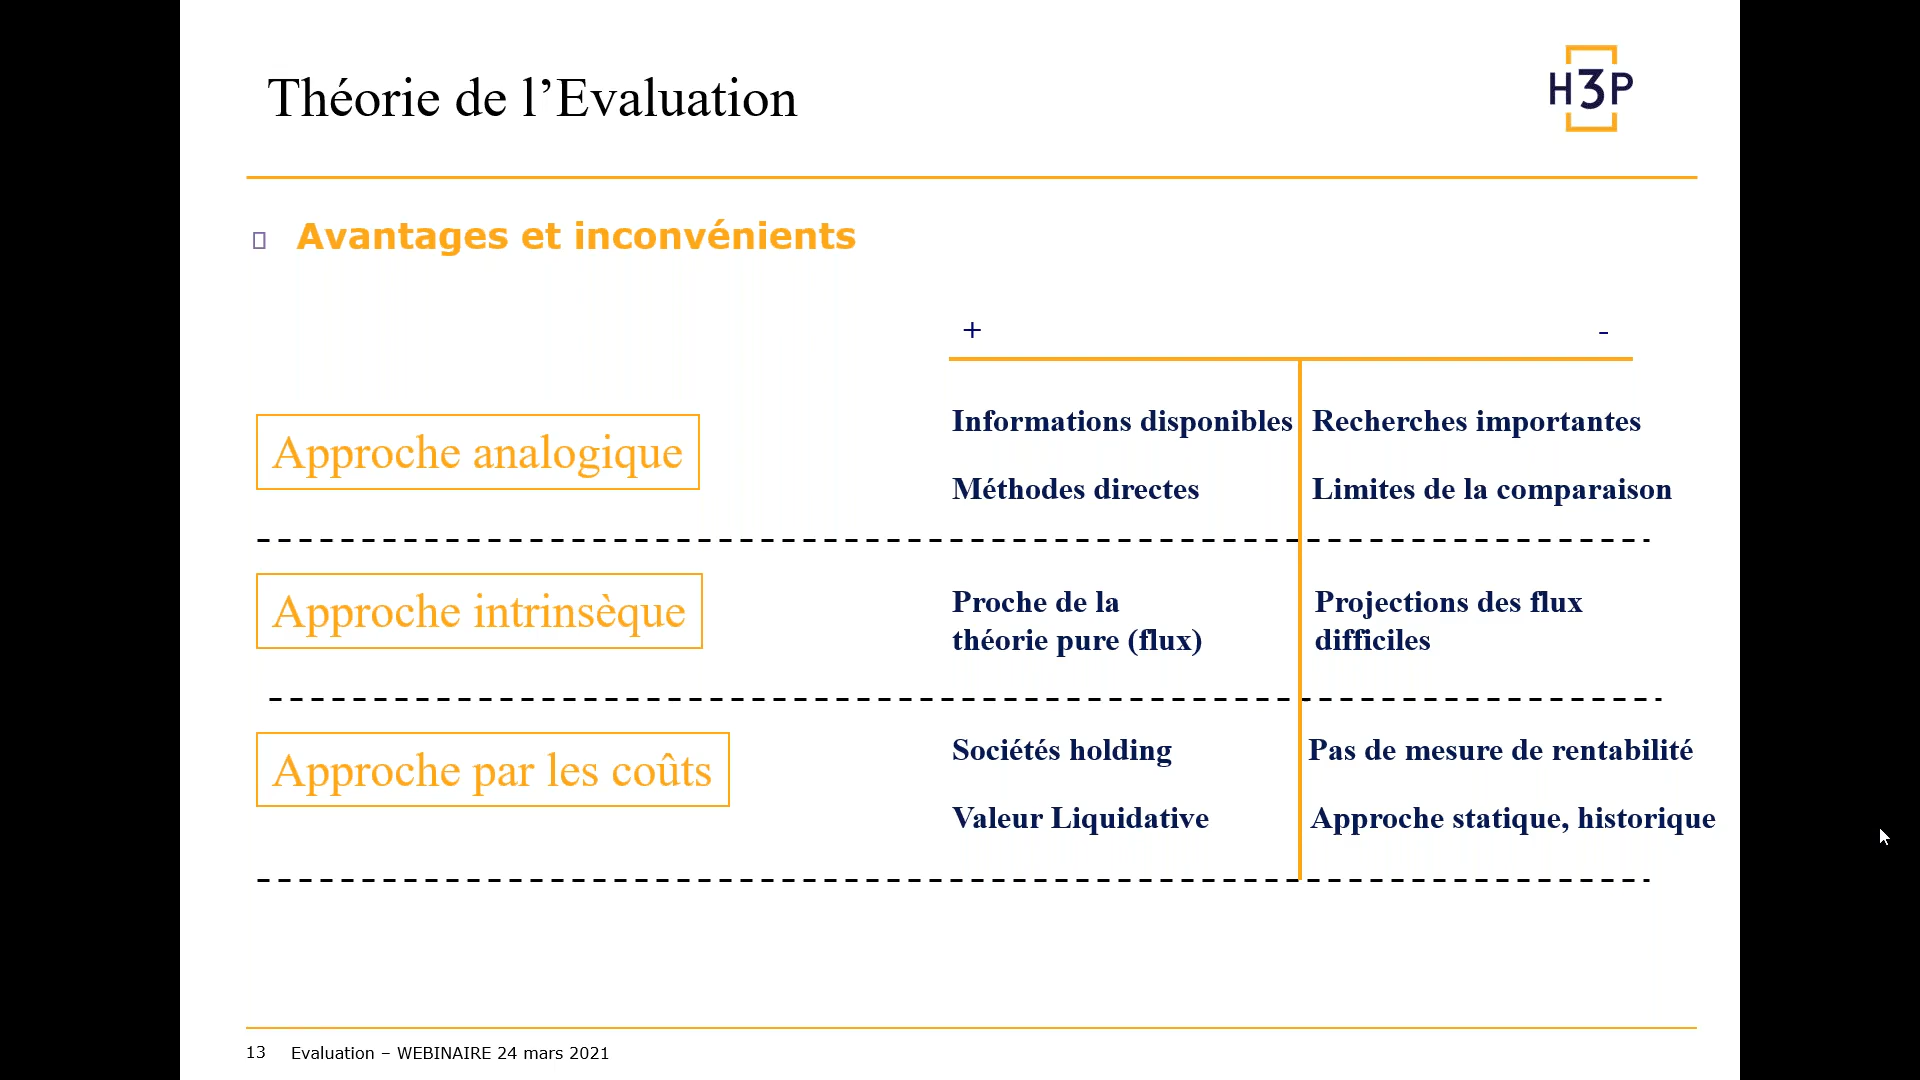 Théorie de l’Evaluation
H3P
Avantages et inconvénients
+ -
Approche analogique
Informations disponibles
Recherches importantes
Méthodes directes
Limites de la comparaison
Approche intrinsèque
Proche de la
théorie pure (flux)
Projections des flux
difficiles
Approche par les coûts
Sociétés holding
Pas de mesure de rentabilité
Valeur Liquidative
Approche statique, historique
13 Evaluation – WEBINAIRE 24 mars 2021